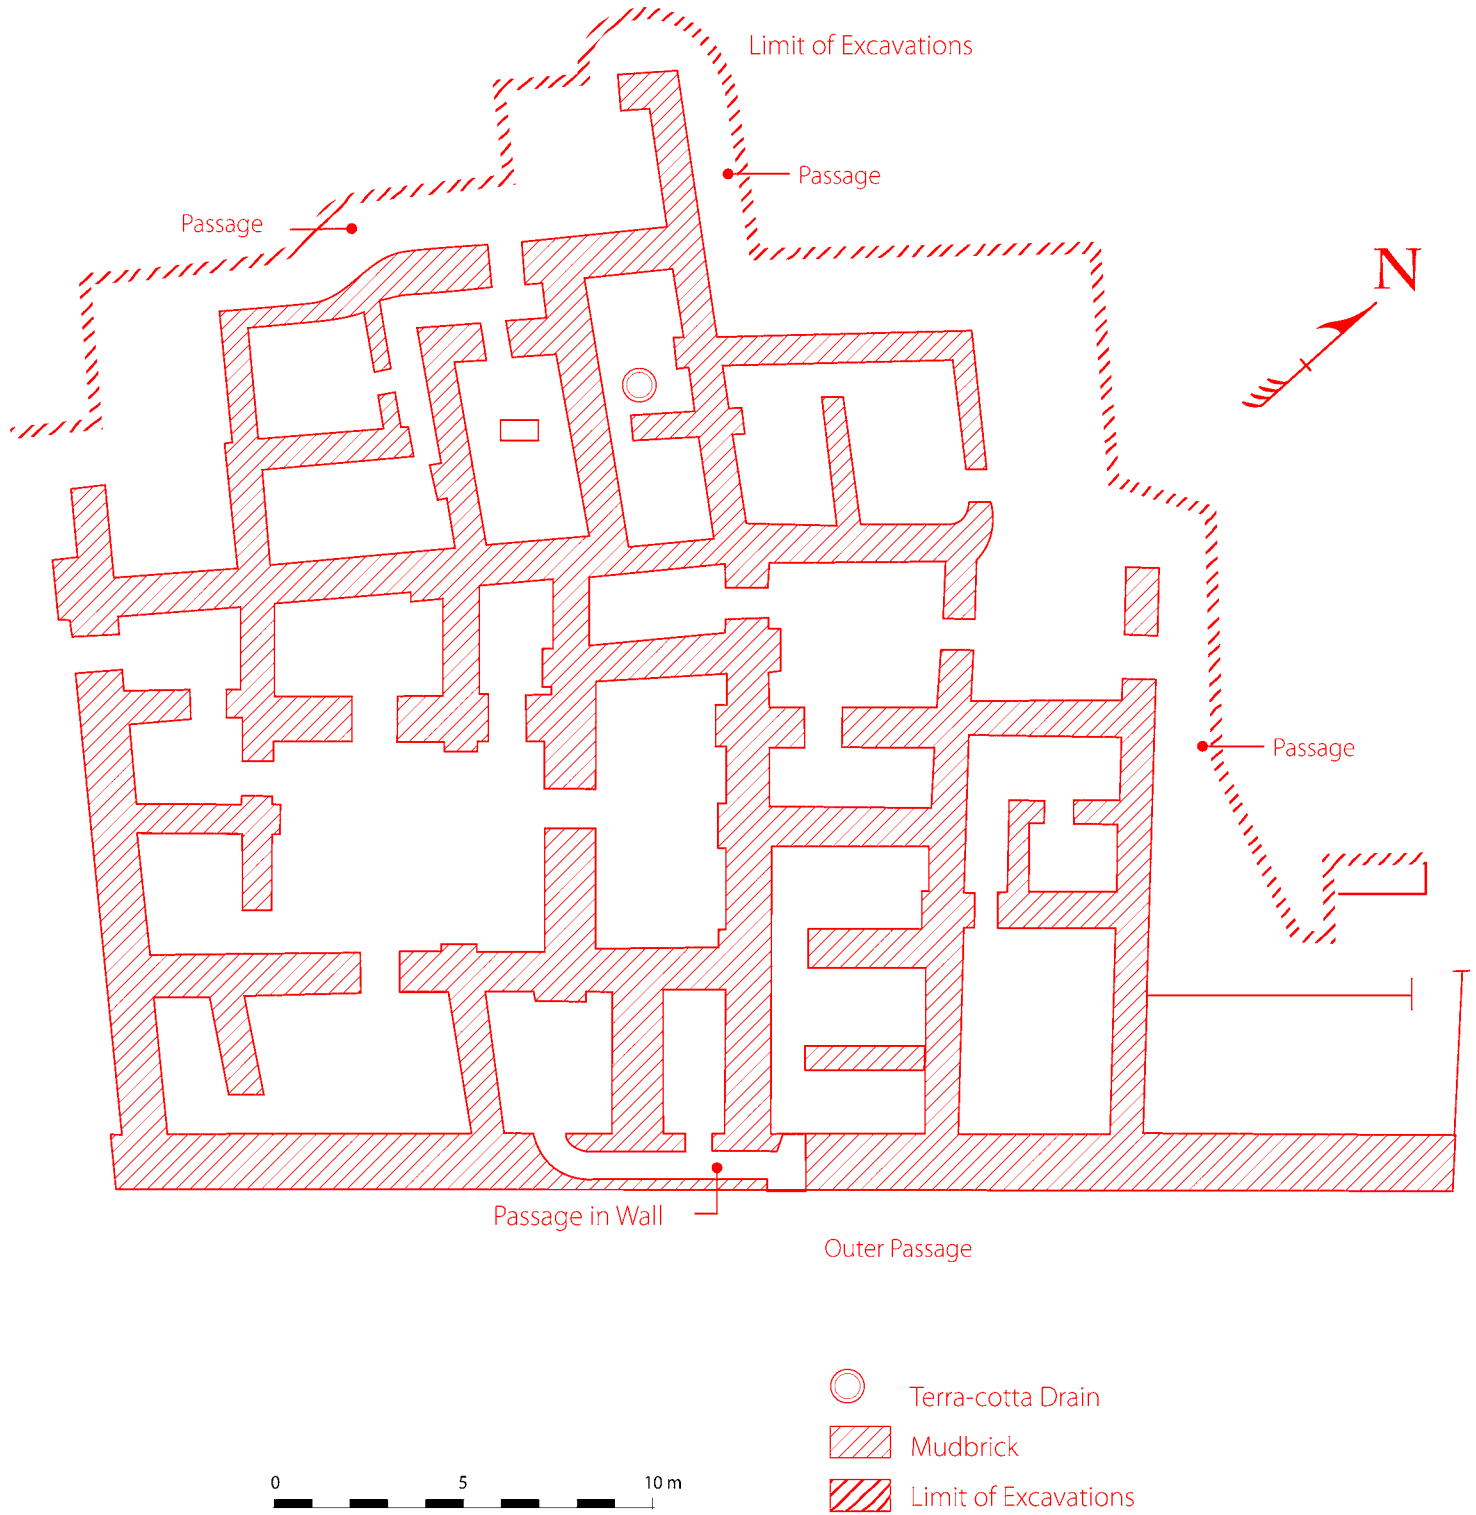 Limit of Excavations
Passage
Passage
N
Passage
Passage in Wall
Outer Passage
Terra-cotta Drain
Mudbrick
Limit of Excavations
0 5 10 m